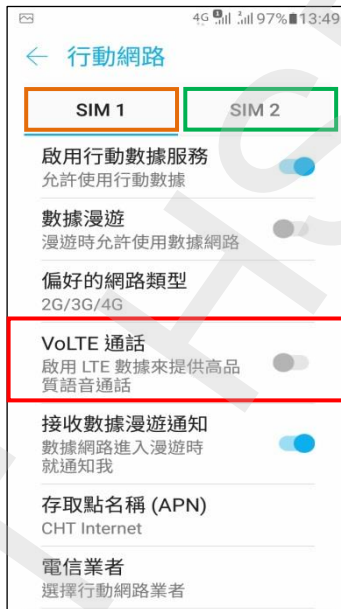 4G 97% 13:49
行動網路
SIM 1 SIM 2
啟用行動數據服務
允許使用行動數據
數據漫遊
漫遊時允許使用數據網路
偏好的網路類型
2G/3G/4G
VoLTE 通話
啟用 LTE 數據來提供高品
質語音通話
接收數據漫遊通知
數據網路進入漫遊時
就通知我
存取點名稱 (APN)
CHT Internet
電信業者
選擇行動網路業者